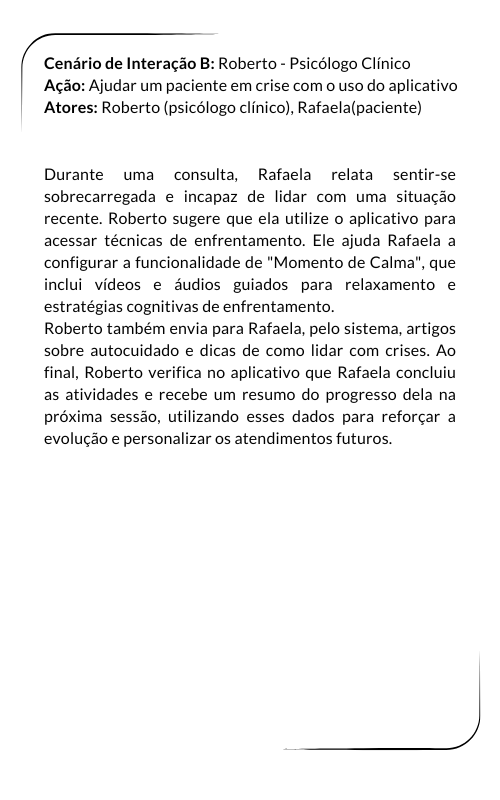 Cenário de Interação B: Roberto - Psicólogo Clínico
Ação: Ajudar um paciente em crise com o uso do aplicativo
Atores: Roberto (psicólogo clínico), Rafaela(paciente)
Durante uma consulta, Rafaela relata sentir-se
sobrecarregada e incapaz de lidar com uma situação
recente. Roberto sugere que ela utilize o aplicativo para
acessar técnicas de enfrentamento. Ele ajuda Rafaela a
configurar a funcionalidade de "Momento de Calma", que
inclui vídeos e áudios guiados para relaxamento e
estratégias cognitivas de enfrentamento.
Roberto também envia para Rafaela, pelo sistema, artigos
sobre autocuidado e dicas de como lidar com crises. Ao
final, Roberto verifica no aplicativo que Rafaela concluiu
as atividades e recebe um resumo do progresso dela na
próxima sessão, utilizando esses dados para reforçar a
evolução e personalizar os atendimentos futuros.